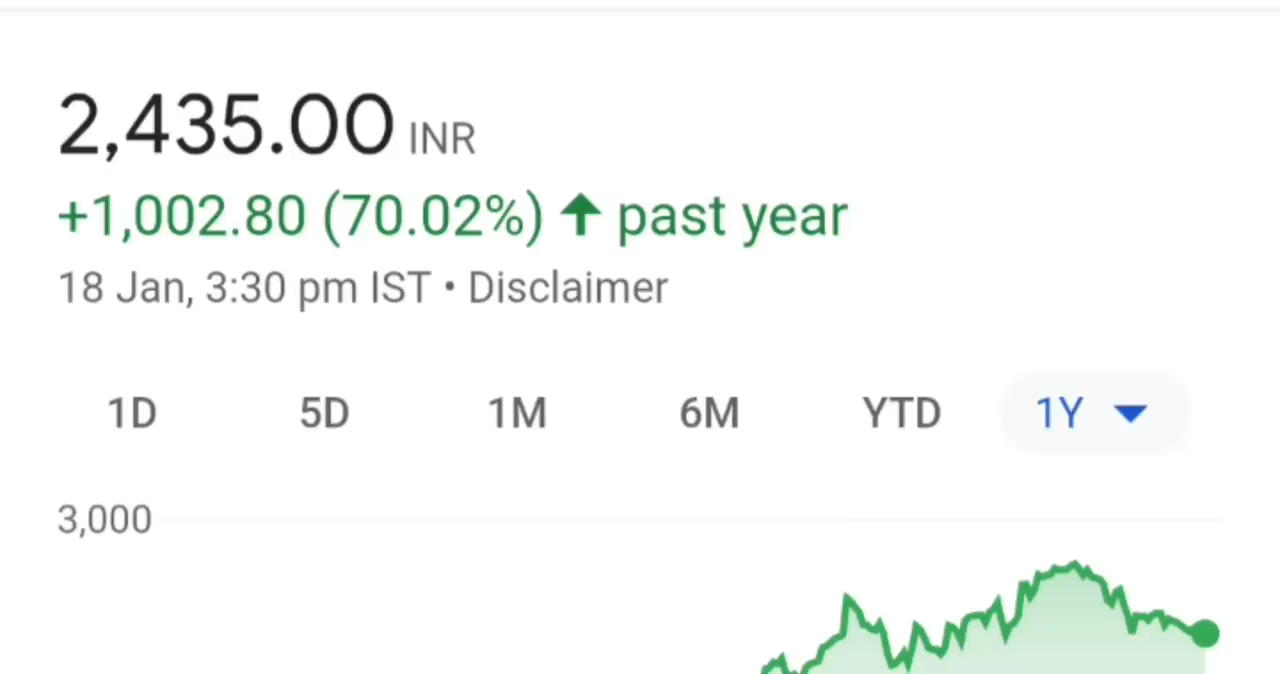 2,435.00 INR
+1,002.80 (70.02%) ↑ past year
18 Jan, 3:30 pm IST • Disclaimer
1D 5D 1M 6M YTD 1Y
3,000